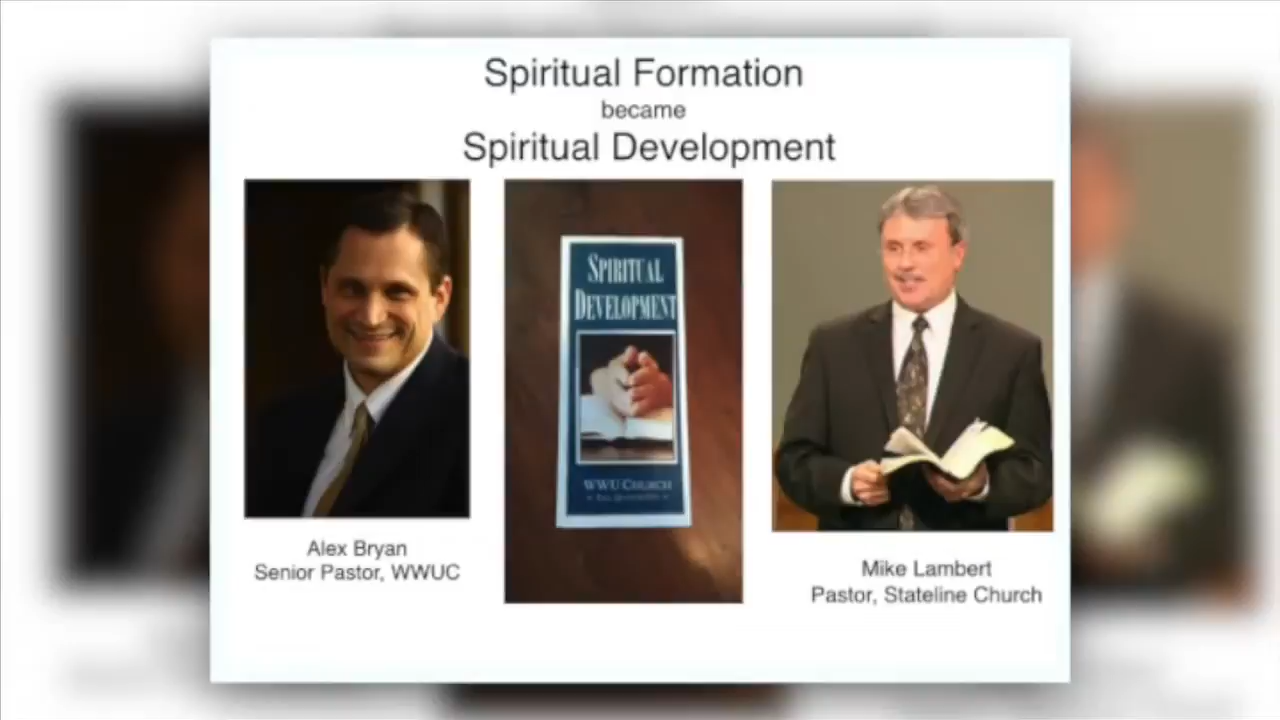 Spiritual Formation
became
Spiritual Development
SPIRITUAL
DEVELOPMENT
WWU CHURCH
Alex Bryan
Senior Pastor, WWUC
Mike Lambert
Pastor, Stateline Church